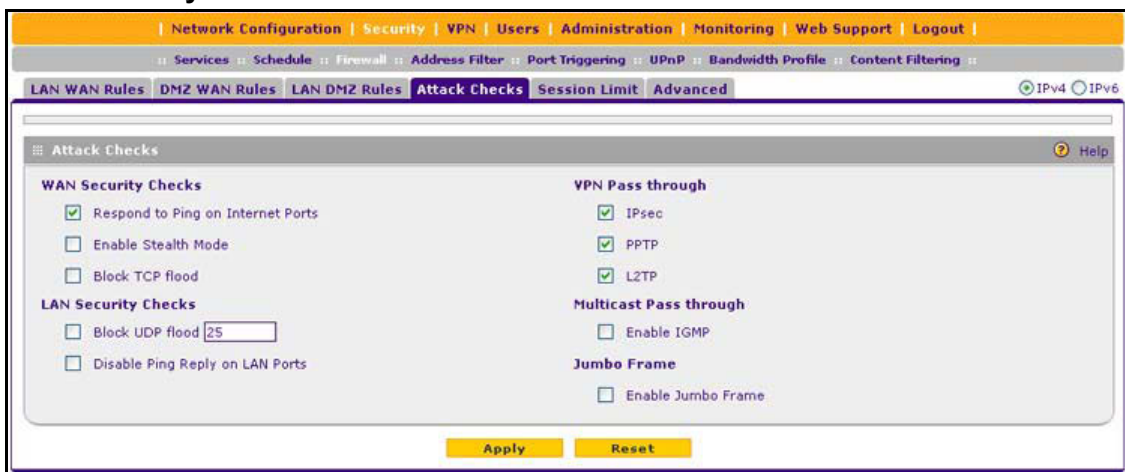 | Network Configuration | Security | VPN | Users | Administration | Monitoring | Web Support | Logout |
:: Services :: Schedule :: Firewall :: Address Filter :: Port Triggering :: UPnP :: Bandwidth Profile :: Content Filtering ::
LAN WAN Rules DMZ WAN Rules LAN DMZ Rules Attack Checks Session Limit Advanced IPv4 IPv6
Attack Checks ? Help
WAN Security Checks
Respond to Ping on Internet Ports
Enable Stealth Mode
Block TCP flood
LAN Security Checks
Block UDP flood 25
Disable Ping Reply on LAN Ports
VPN Pass through
IPsec
PPTP
L2TP
Multicast Pass through
Enable IGMP
Jumbo Frame
Enable Jumbo Frame
Apply Reset